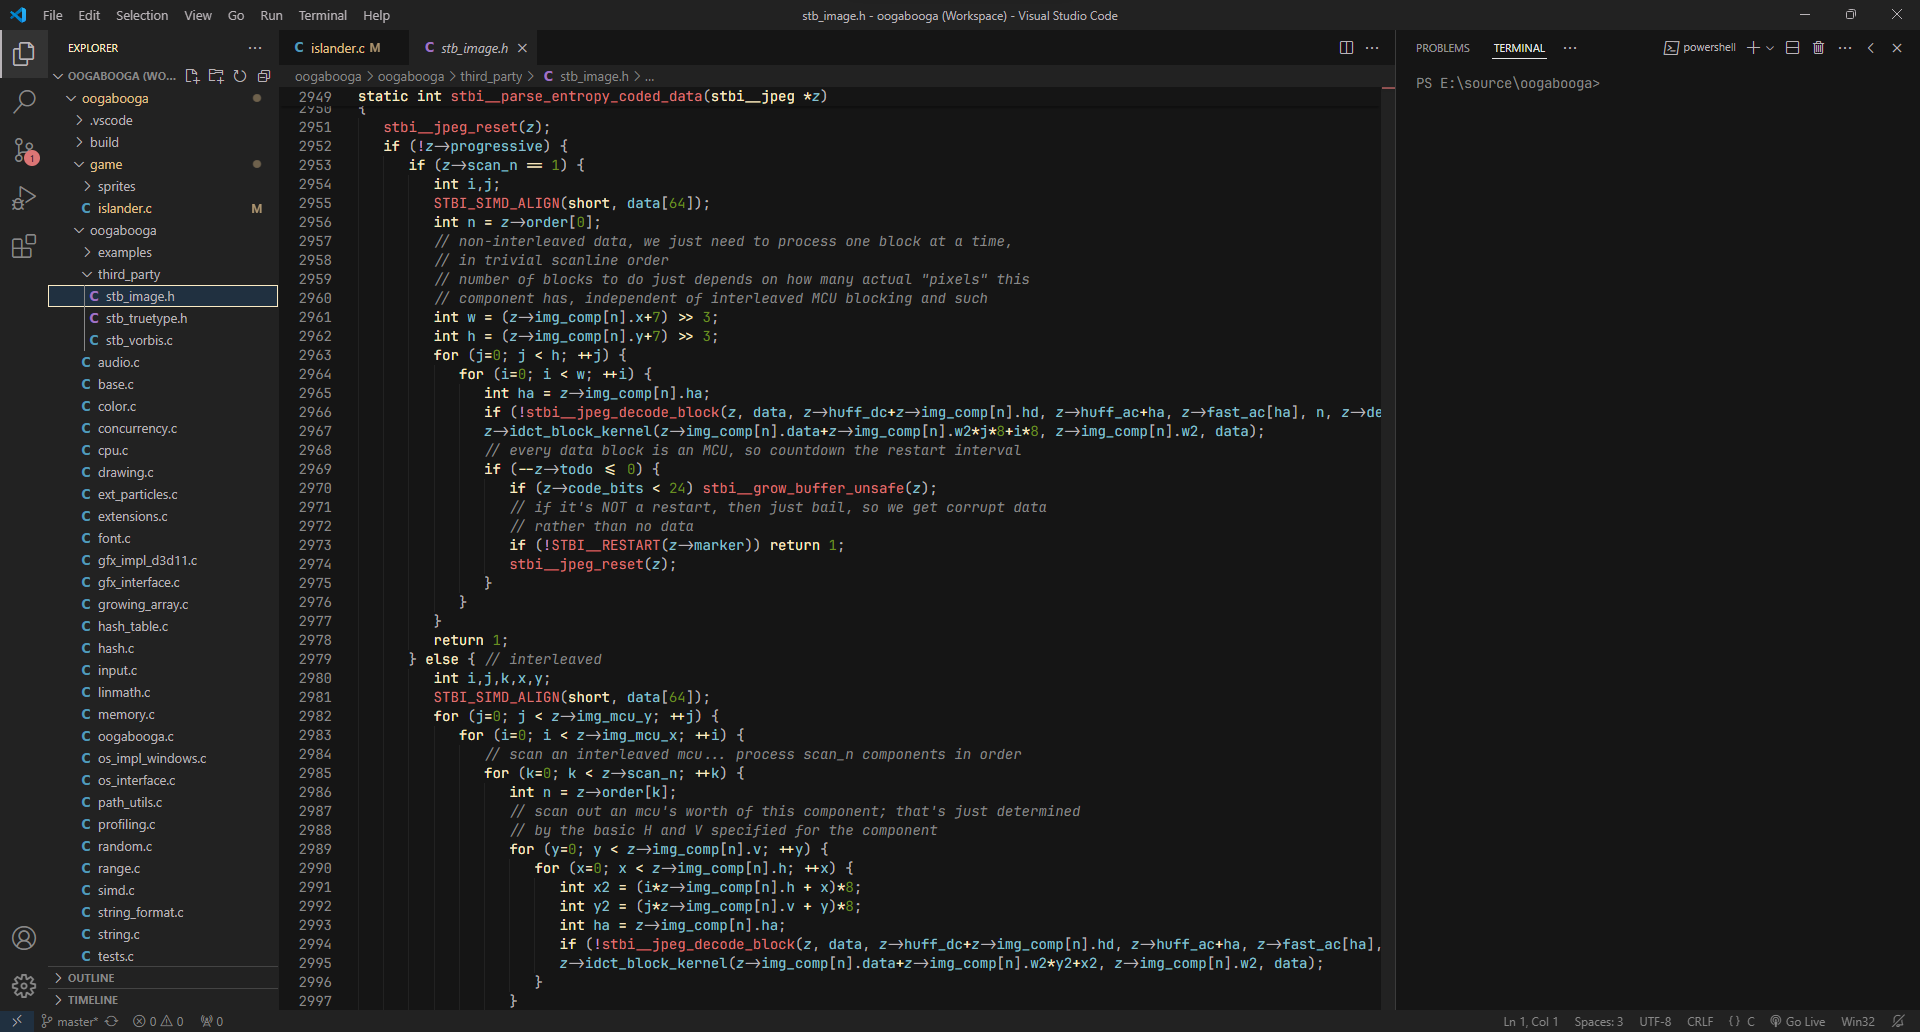 File Edit Selection View Go Run Terminal Help
stb_image.h - oogabooga (Workspace) - Visual Studio Code
EXPLORER
OOGABOOGA (WO...
oogabooga
.vscode
build
game
sprites
islander.c M
oogabooga
examples
third_party
stb_image.h
stb_truetype.h
stb_vorbis.c
audio.c
base.c
color.c
concurrency.c
cpu.c
drawing.c
ext_particles.c
extensions.c
font.c
gfx_impl_d3d11.c
gfx_interface.c
growing_array.c
hash_table.c
hash.c
input.c
linmath.c
memory.c
oogabooga.c
os_impl_windows.c
os_interface.c
path_utils.c
profiling.c
random.c
range.c
simd.c
string_format.c
string.c
tests.c
OUTLINE
TIMELINE
1
C islander.c M C stb_image.h
oogabooga > oogabooga > third_party > C stb_image.h > ...
2949 static int stbi__parse_entropy_coded_data(stbi__jpeg *z)
2950 {
2951 stbi__jpeg_reset(z);
2952 if (!z->progressive) {
2953 if (z->scan_n == 1) {
2954 int i,j;
2955 STBI_SIMD_ALIGN(short, data[64]);
2956 int n = z->order[0];
2957 // non-interleaved data, we just need to process one block at a time,
2958 // in trivial scanline order
2959 // number of blocks to do just depends on how many actual "pixels" this
2960 // component has, independent of interleaved MCU blocking and such
2961 int w = (z->img_comp[n].x+7) >> 3;
2962 int h = (z->img_comp[n].y+7) >> 3;
2963 for (j=0; j < h; ++j) {
2964 for (i=0; i < w; ++i) {
2965 int ha = z->img_comp[n].ha;
2966 if (!stbi__jpeg_decode_block(z, data, z->huff_dc+z->img_comp[n].hd, z->huff_ac+ha, z->fast_ac[ha], n, z->de
2967 z->idct_block_kernel(z->img_comp[n].data+z->img_comp[n].w2*j*8+i*8, z->img_comp[n].w2, data);
2968 // every data block is an MCU, so countdown the restart interval
2969 if (--z->todo <= 0) {
2970 if (z->code_bits < 24) stbi__grow_buffer_unsafe(z);
2971 // if it's NOT a restart, then just bail, so we get corrupt data
2972 // rather than no data
2973 if (!STBI__RESTART(z->marker)) return 1;
2974 stbi__jpeg_reset(z);
2975 }
2976 }
2977 }
2978 return 1;
2979 } else { // interleaved
2980 int i,j,k,x,y;
2981 STBI_SIMD_ALIGN(short, data[64]);
2982 for (j=0; j < z->img_mcu_y; ++j) {
2983 for (i=0; i < z->img_mcu_x; ++i) {
2984 // scan an interleaved mcu... process scan_n components in order
2985 for (k=0; k < z->scan_n; ++k) {
2986 int n = z->order[k];
2987 // scan out an mcu's worth of this component; that's just determined
2988 // by the basic H and V specified for the component
2989 for (y=0; y < z->img_comp[n].v; ++y) {
2990 for (x=0; x < z->img_comp[n].h; ++x) {
2991 int x2 = (i*z->img_comp[n].h + x)*8;
2992 int y2 = (j*z->img_comp[n].v + y)*8;
2993 int ha = z->img_comp[n].ha;
2994 if (!stbi__jpeg_decode_block(z, data, z->huff_dc+z->img_comp[n].hd, z->huff_ac+ha, z->fast_ac[ha],
2995 z->idct_block_kernel(z->img_comp[n].data+z->img_comp[n].w2*y2+x2, z->img_comp[n].w2, data);
2996 }
2997 }
PROBLEMS TERMINAL powershell
PS E:\source\oogabooga>
master* 0 0 0
Ln 1, Col 1 Spaces: 3 UTF-8 CRLF { } C Go Live Win32